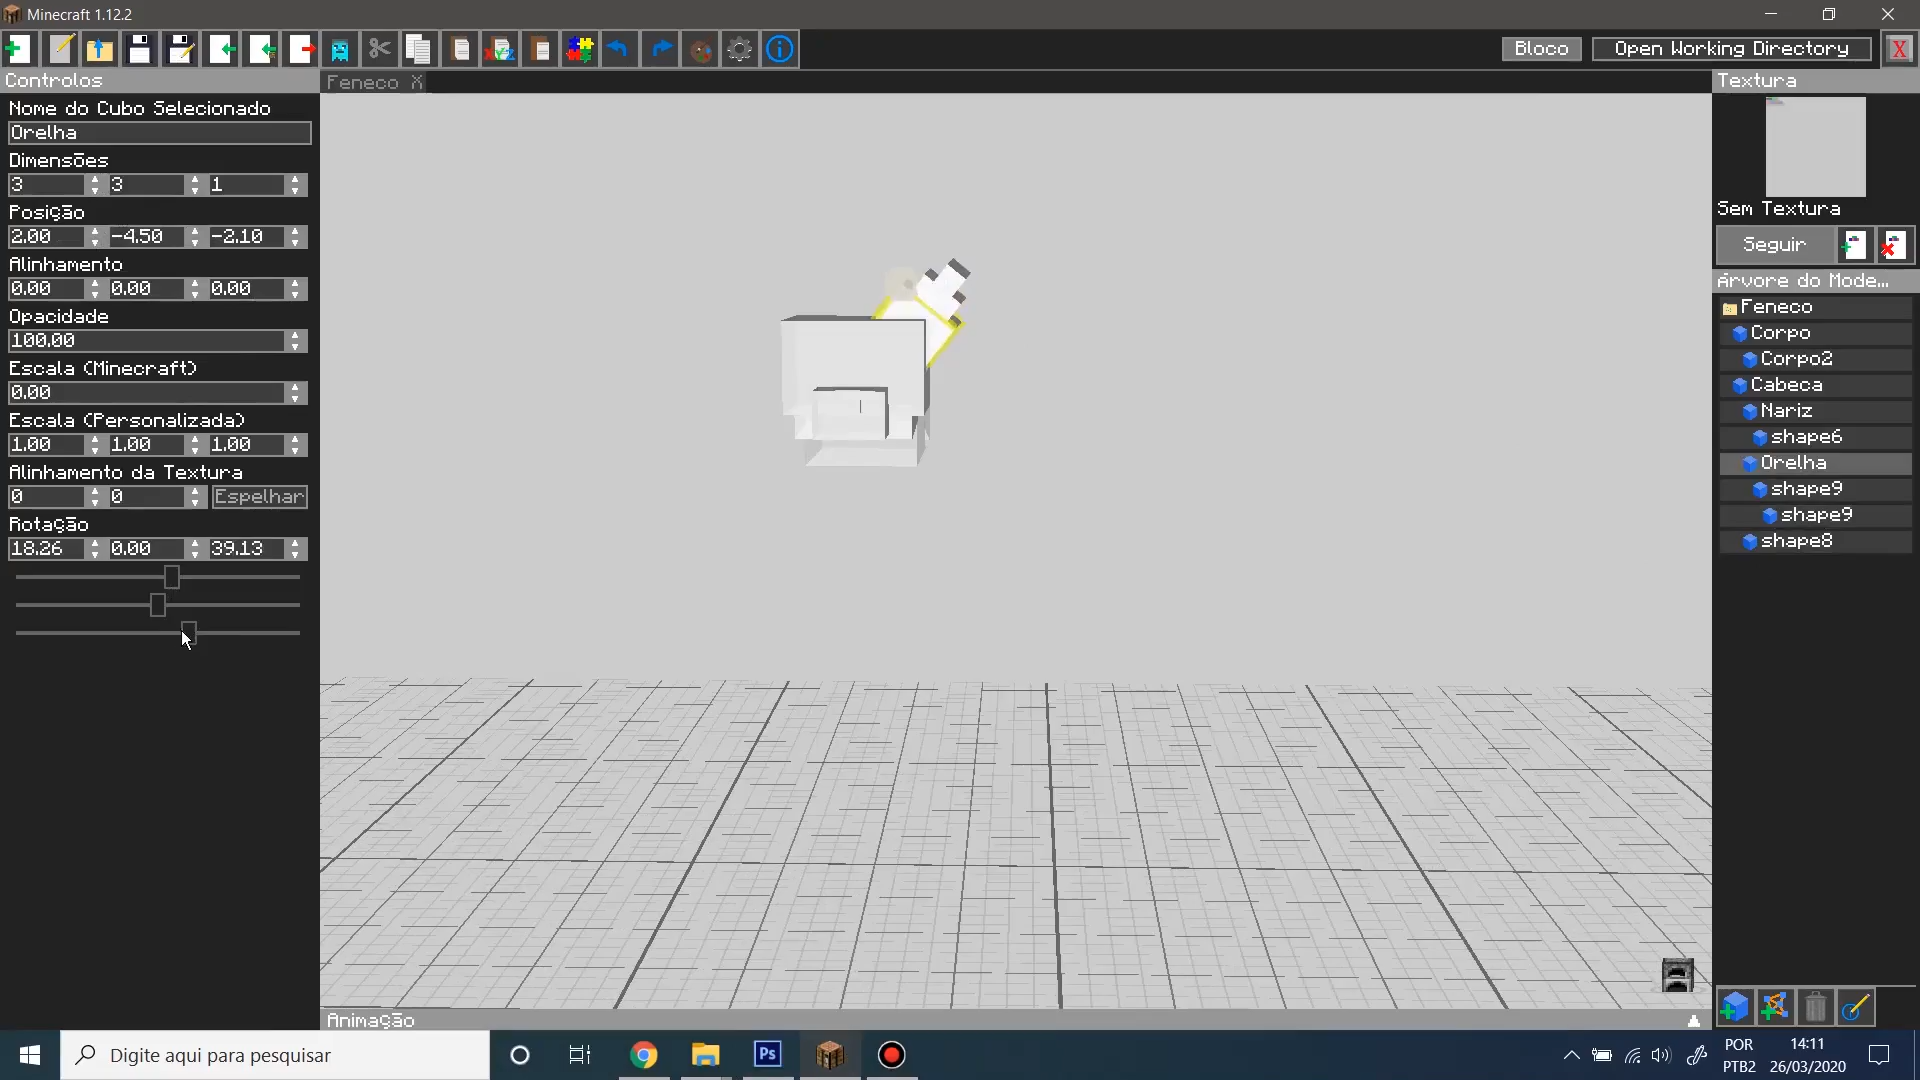 Minecraft 1.12.2
Bloco
Open Working Directory
X
Controlos
Feneco X
Textura
Nome do Cubo Selecionado
Orelha
Dimensões
3 3 1
Posição
2.00 -4.50 -2.10
Alinhamento
0.00 0.00 0.00
Opacidade
100.00
Escala (Minecraft)
0.00
Escala (Personalizada)
1.00 1.00 1.00
Alinhamento da Textura
0 0 Espelhar
Rotação
18.26 0.00 39.13
Sem Textura
Seguir
Árvore do Mode...
Feneco
Corpo
Corpo2
Cabeca
Nariz
shape6
Orelha
shape9
shape9
shape8
Animação
Digite aqui para pesquisar
Ps
POR
PTB2
14:11
26/03/2020